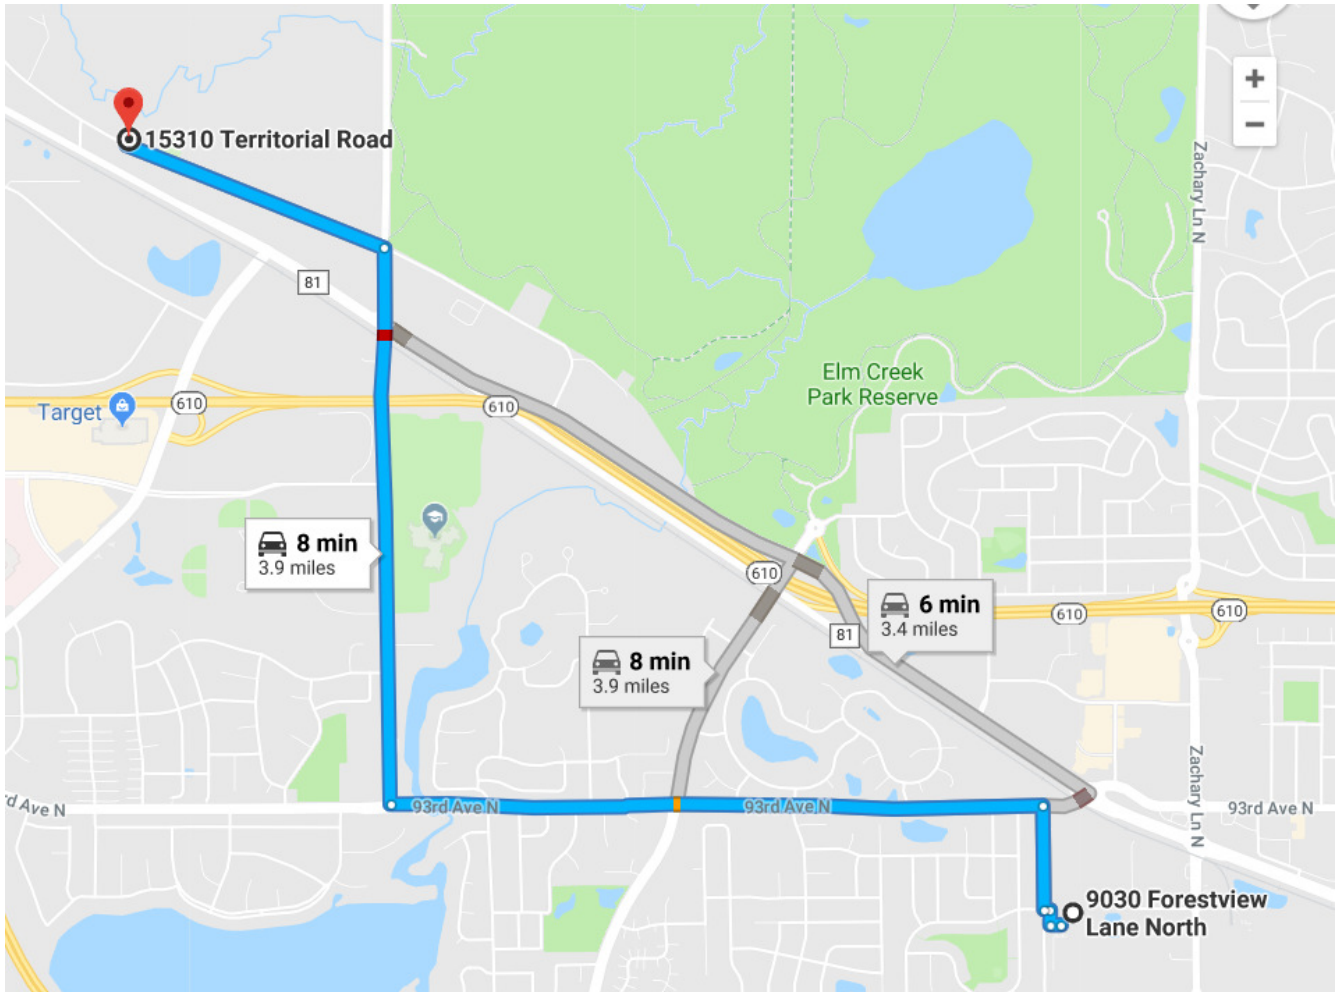 15310 Territorial Road
Zachary Ln N
81
Elm Creek
Park Reserve
Target
610
610
8 min
3.9 miles
610
6 min
3.4 miles
610
610
81
8 min
3.9 miles
Zachary Ln N
rd Ave N
93rd Ave N
93rd Ave N
93rd Ave N
9030 Forestview
Lane North